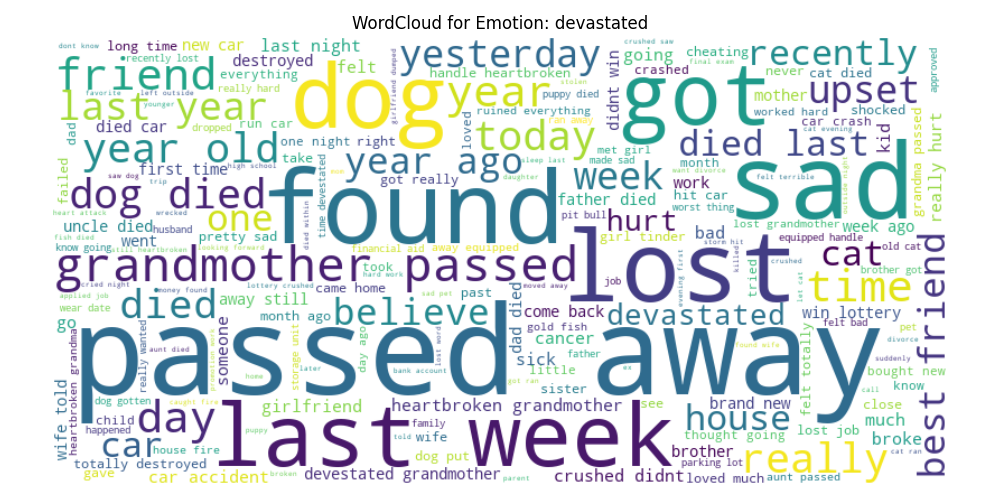 WordCloud for Emotion: devastated
dont know
long time
new car
last night
yesterday
crushed saw
going
cheating
final exam
recently
recently lost
destroyed
felt
girlfriend dumped
friend
everything
really hard
handle heartbroken
crashed
never
cat died
approved
favorite
left outside
younger
dog
year
puppy died
stolen
didnt win
got
mother
worked hard
upset
last year
ruined everything
ran away
car crash
shocked
dad
died car
dropped
run car
loved
today
died last
cat evening
kid
year old
one night right
met girl
month
sad
grandma passed
really hurt
failed
saw dog
first time
high school
take
year ago
sleep last
made sad
week
want divorce
felt terrible
outside night
dog died
trip
found
time devastated
mom
got really
daughter
father died
work
hit car
worst thing
heart attack
wrecked
one
died within
pit bull
hurt
lost grandmother
week ago
uncle died
husband
pretty sad
girl tinder
bad
storm hit
killed
equipped handle
old cat
fish died
still heartbroken
looking forward
know going
went
financial aid
away equipped
lost
crushed
cat
grandmother passed
took
hard work
job
tried
let cat
brother got
cried night
money found
lottery crushed
came home
sad pet
moved away
evening first
time
applied job
wear date
died
away still
past
dad died
come back
devastated
win lottery
best friend
go
month ago
believe
gold fish
felt bad
pet
passed away
really wanted
aunt died
someone
storage unit
later
day ago
lost word
sick
cancer
father
found wife
suddenly
divorce
heartbroken grandma
home
bank account
little
ex
bought new
wife told
dog gotten
caught fire
got ran
sister
call
know
child
day
girlfriend
heartbroken grandmother
see
brand new
close
happened
puppy
last week
family
house
much
car
house fire
told
wife
thought going
lost job
broke
totally destroyed
dog put
brother
parking lot
really
felt totally
cat ran
gave
car accident
broken
devestated grandmother
parent
crushed didnt
loved much
aunt passed